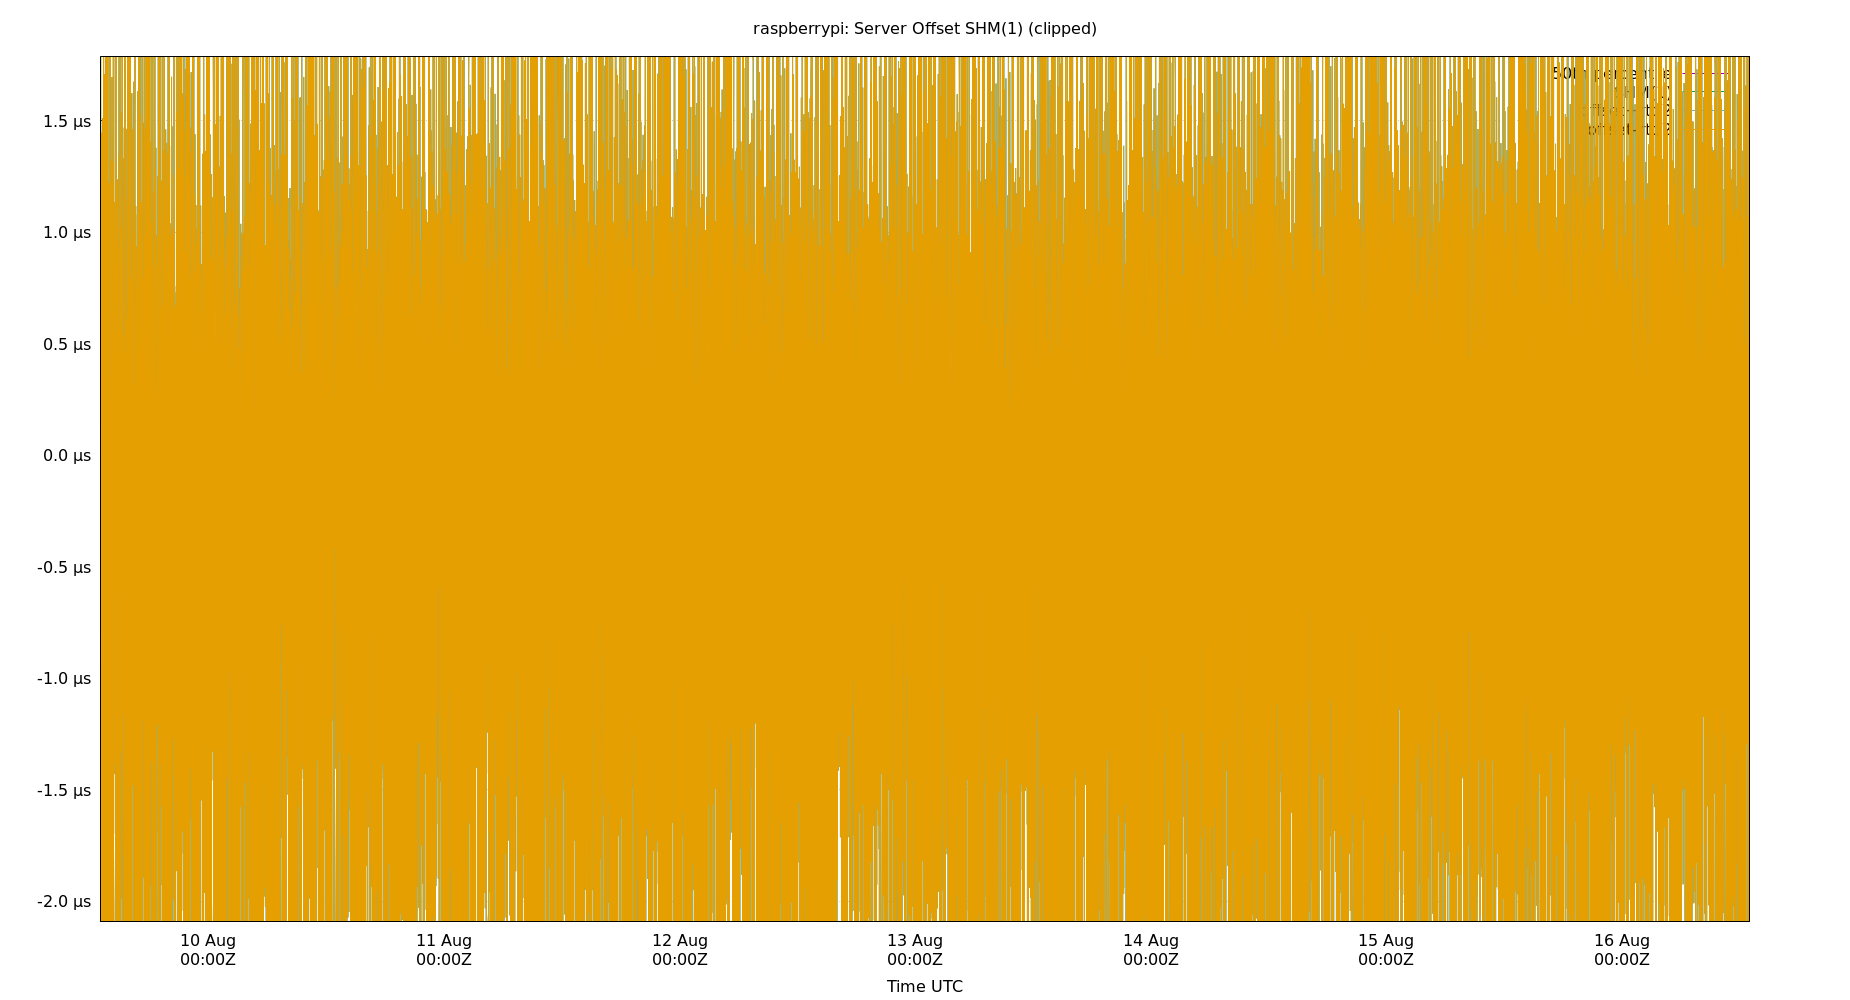 raspberrypi: Server Offset SHM(1) (clipped)
1.5 µs
1.0 µs
0.5 µs
0.0 µs
-0.5 µs
-1.0 µs
-1.5 µs
-2.0 µs
10 Aug 11 Aug 12 Aug 13 Aug 14 Aug 15 Aug 16 Aug
00:00Z 00:00Z 00:00Z 00:00Z 00:00Z 00:00Z 00:00Z
Time UTC